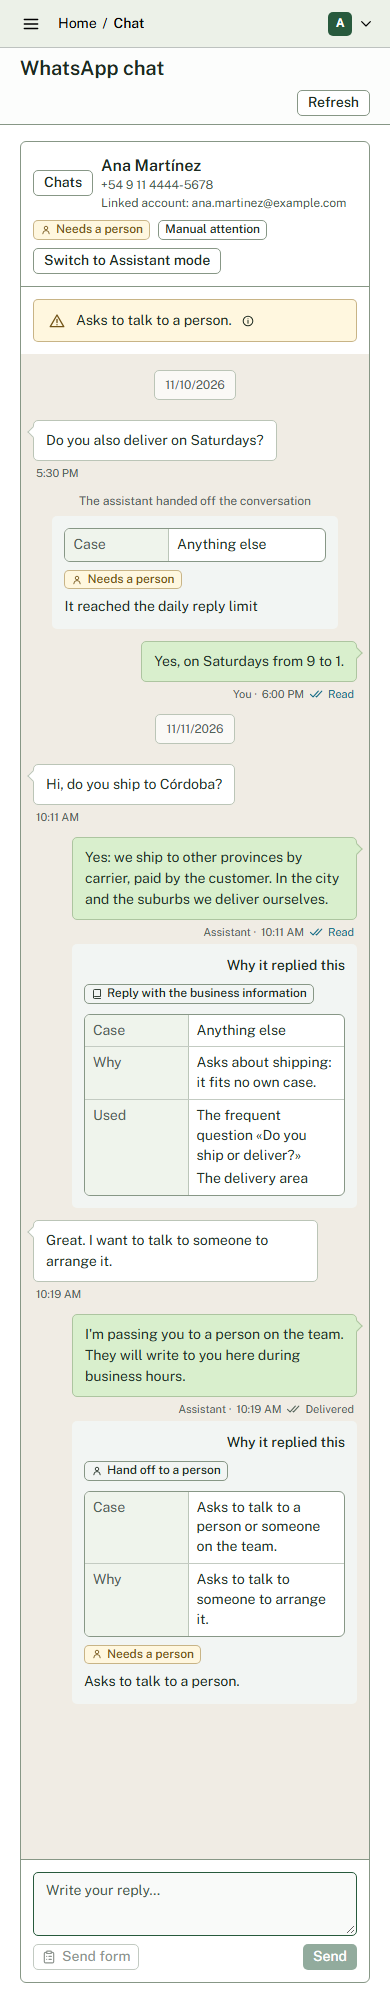 Home / Chat
A
WhatsApp chat
Refresh
Chats
Ana Martínez
+54 9 11 4444-5678
Linked account: ana.martinez@example.com
Needs a person
Manual attention
Switch to Assistant mode
Asks to talk to a person.
11/10/2026
Do you also deliver on Saturdays?
5:30 PM
The assistant handed off the conversation
Case Anything else
Needs a person
It reached the daily reply limit
Yes, on Saturdays from 9 to 1.
You · 6:00 PM Read
11/11/2026
Hi, do you ship to Córdoba?
10:11 AM
Yes: we ship to other provinces by
carrier, paid by the customer. In the city
and the suburbs we deliver ourselves.
Assistant · 10:11 AM Read
Why it replied this
Reply with the business information
Case Anything else
Why Asks about shipping:
it fits no own case.
Used The frequent
question «Do you
ship or deliver?»
The delivery area
Great. I want to talk to someone to
arrange it.
10:19 AM
I'm passing you to a person on the team.
They will write to you here during
business hours.
Assistant · 10:19 AM Delivered
Why it replied this
Hand off to a person
Case Asks to talk to a
person or someone
on the team.
Why Asks to talk to
someone to arrange
it.
Needs a person
Asks to talk to a person.
Write your reply...
Send form
Send